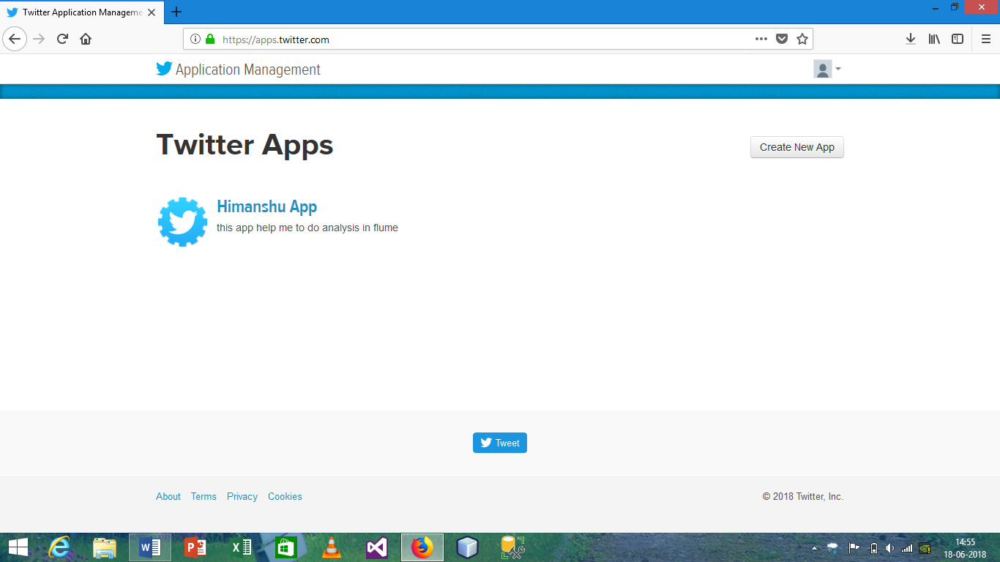 Twitter Application Manageme
https://apps.twitter.com
Application Management
Twitter Apps
Create New App
Himanshu App
this app help me to do analysis in flume
Tweet
About Terms Privacy Cookies
© 2018 Twitter, Inc.
14:55
18-06-2018